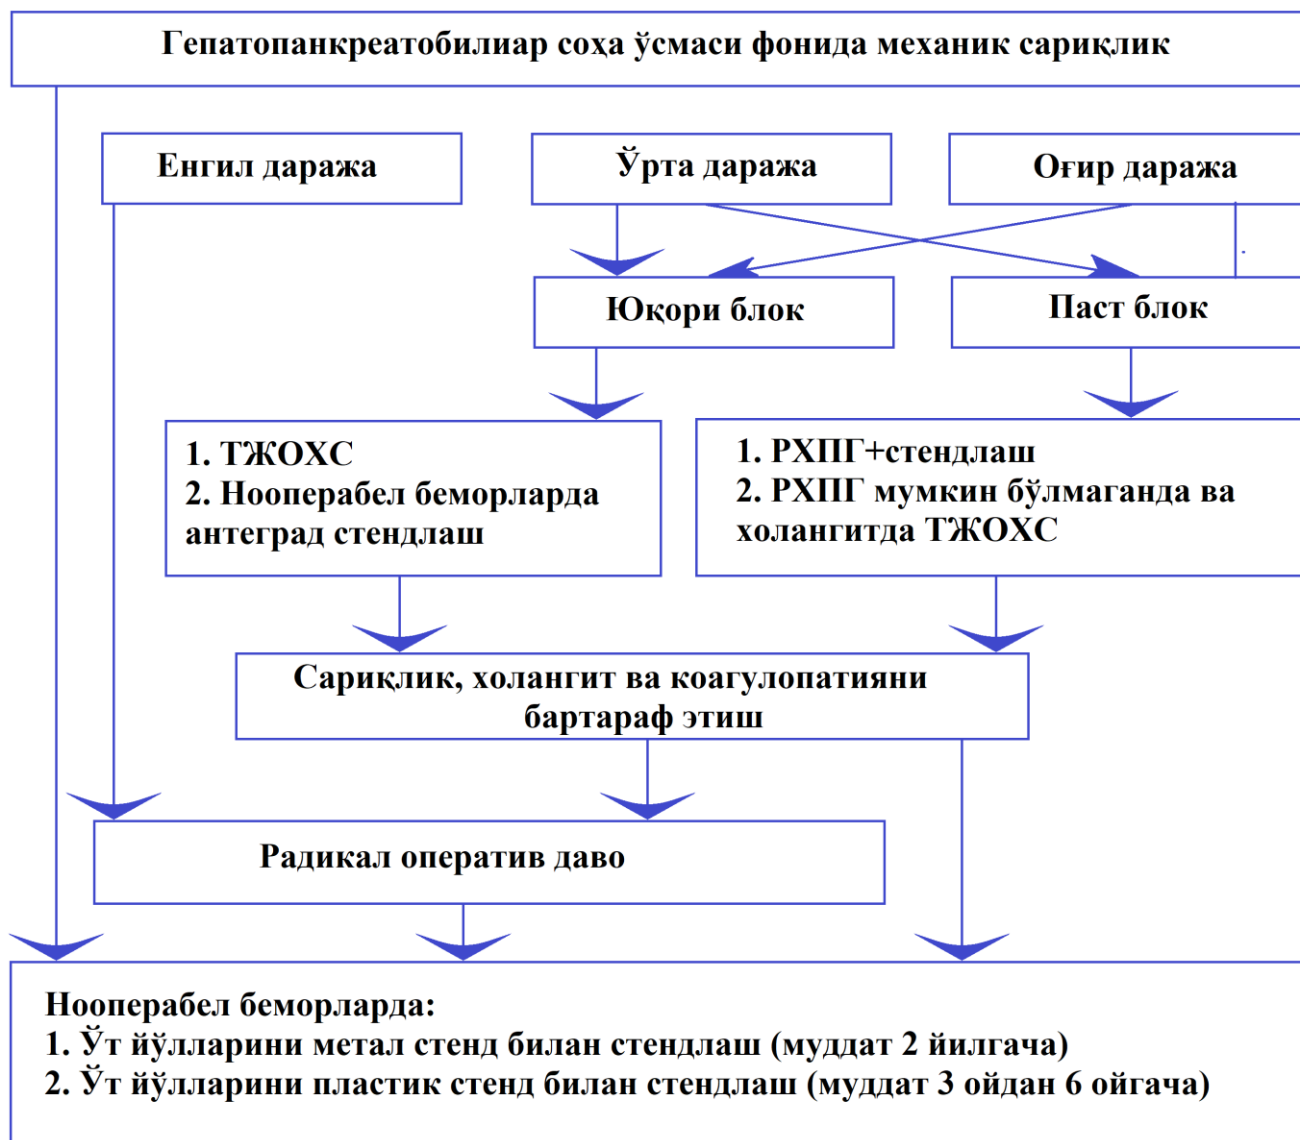 Гепатопанкреатобилиар соҳа ўсмаси фонида механик сариқлик
Енгил даража
Ўрта даража
Оғир даража
Юқори блок
Паст блок
1. ТЖОХС
2. Нооперабел беморларда
антеград стендлаш
1. РХПГ+стендлаш
2. РХПГ мумкин бўлмаганда ва
холангитда ТЖОХС
Сариқлик, холангит ва коагулопатияни
бартараф этиш
Радикал оператив даво
Нооперабел беморларда:
1. Ўт йўлларини метал стенд билан стендлаш (муддат 2 йилгача)
2. Ўт йўлларини пластик стенд билан стендлаш (муддат 3 ойдан 6 ойгача)